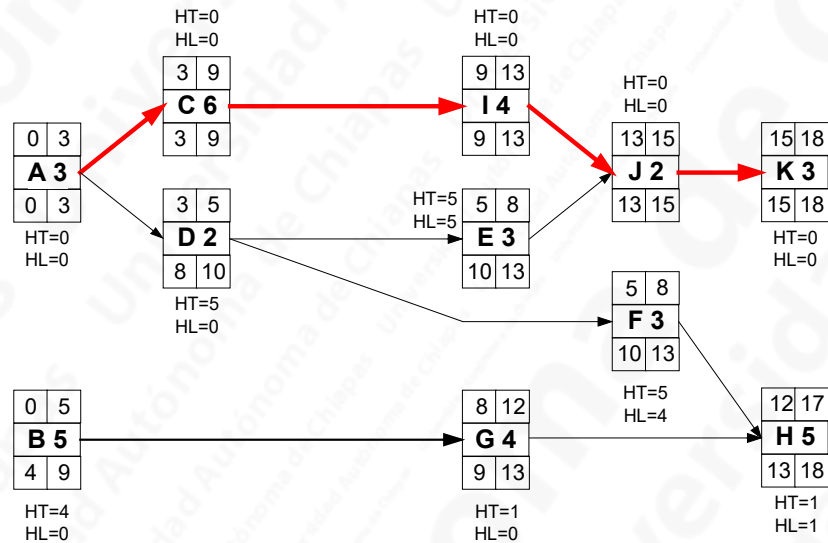 HT=0
HL=0
3 9
C 6
3 9
HT=0
HL=0
9 13
I 4
9 13
HT=0
HL=0
13 15
J 2
13 15
15 18
K 3
15 18
HT=0
HL=0
0 3
A 3
0 3
HT=0
HL=0
3 5
D 2
8 10
HT=5
HL=0
HT=5
HL=5
5 8
E 3
10 13
5 8
F 3
10 13
HT=5
HL=4
0 5
B 5
4 9
HT=4
HL=0
8 12
G 4
9 13
HT=1
HL=0
12 17
H 5
13 18
HT=1
HL=1